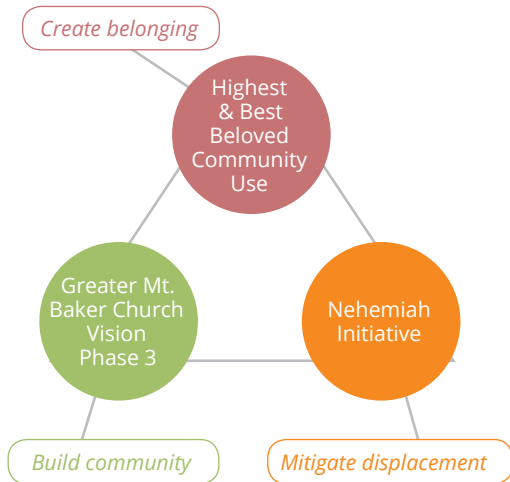 Create belonging
Highest
& Best
Beloved
Community
Use
Greater Mt.
Baker Church
Vision
Phase 3
Nehemiah
Initiative
Build community
Mitigate displacement